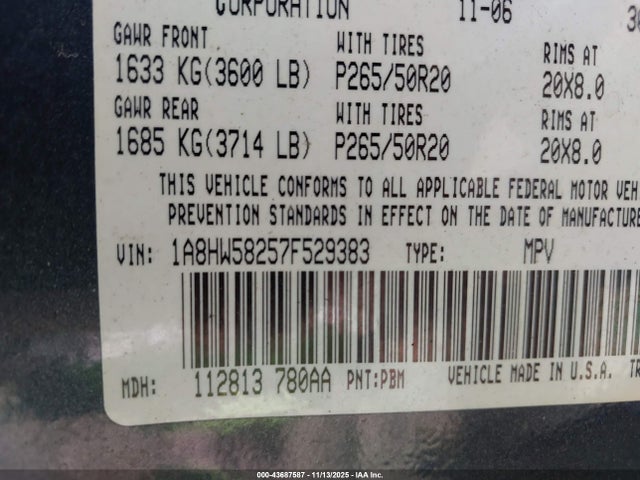 CORPORATION 11-06 30
GAWR FRONT WITH TIRES RIMS AT
1633 KG(3600 LB) P265/50R20 20X8.0
GAWR REAR WITH TIRES RIMS AT
1685 KG(3714 LB) P265/50R20 20X8.0
THIS VEHICLE CONFORMS TO ALL APPLICABLE FEDERAL MOTOR VEH
PREVENTION STANDARDS IN EFFECT ON THE DATE OF MANUFACTURE
VIN: 1A8HW58257F529383 TYPE: MPV
MDH: 112813 780AA PNT:PBM VEHICLE MADE IN U.S.A. TR
000-43687587 - 11/13/2025 - IAA Inc.